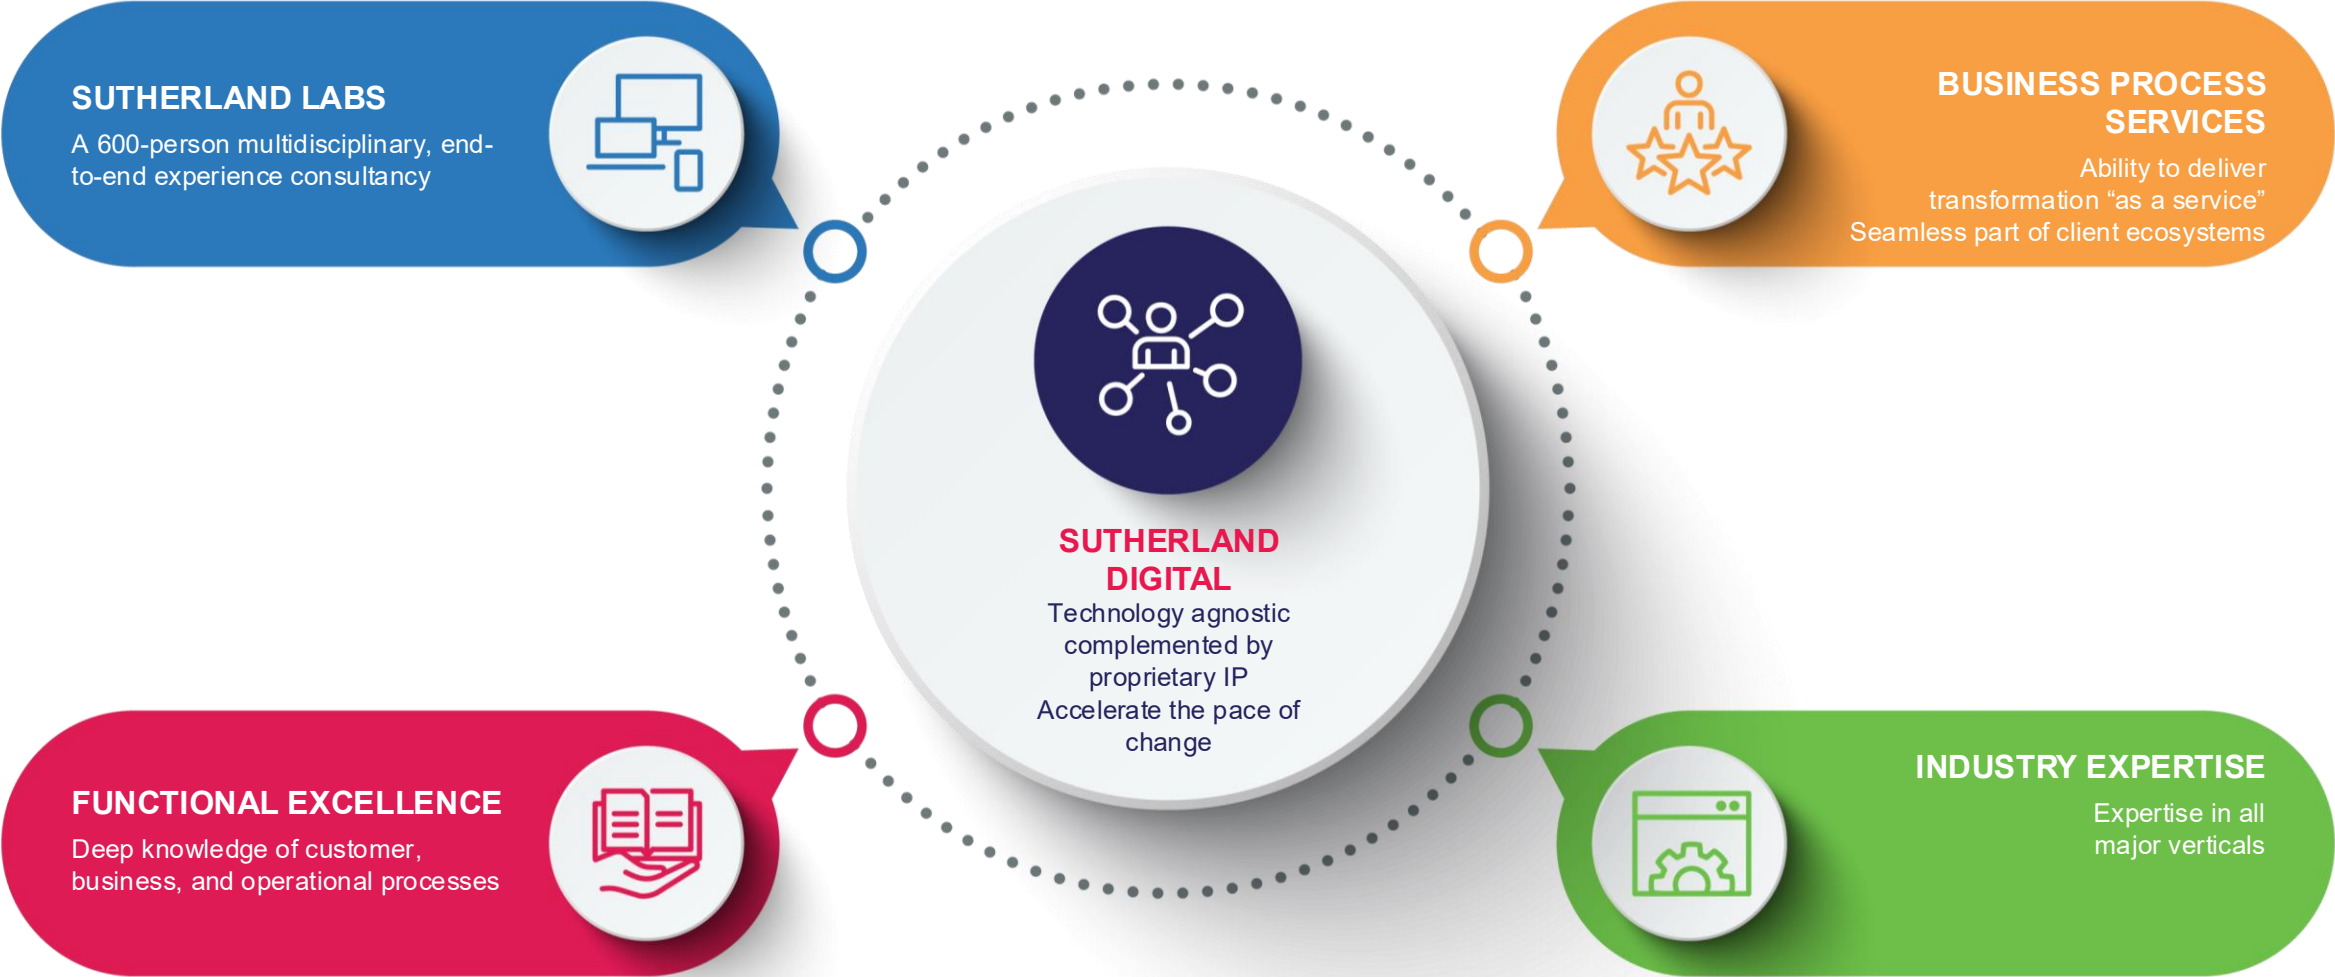 SUTHERLAND LABS
A 600-person multidisciplinary, end-
to-end experience consultancy
BUSINESS PROCESS
SERVICES
Ability to deliver
transformation “as a service”
Seamless part of client ecosystems
SUTHERLAND
DIGITAL
Technology agnostic
complemented by
proprietary IP
Accelerate the pace of
change
FUNCTIONAL EXCELLENCE
Deep knowledge of customer,
business, and operational processes
INDUSTRY EXPERTISE
Expertise in all
major verticals